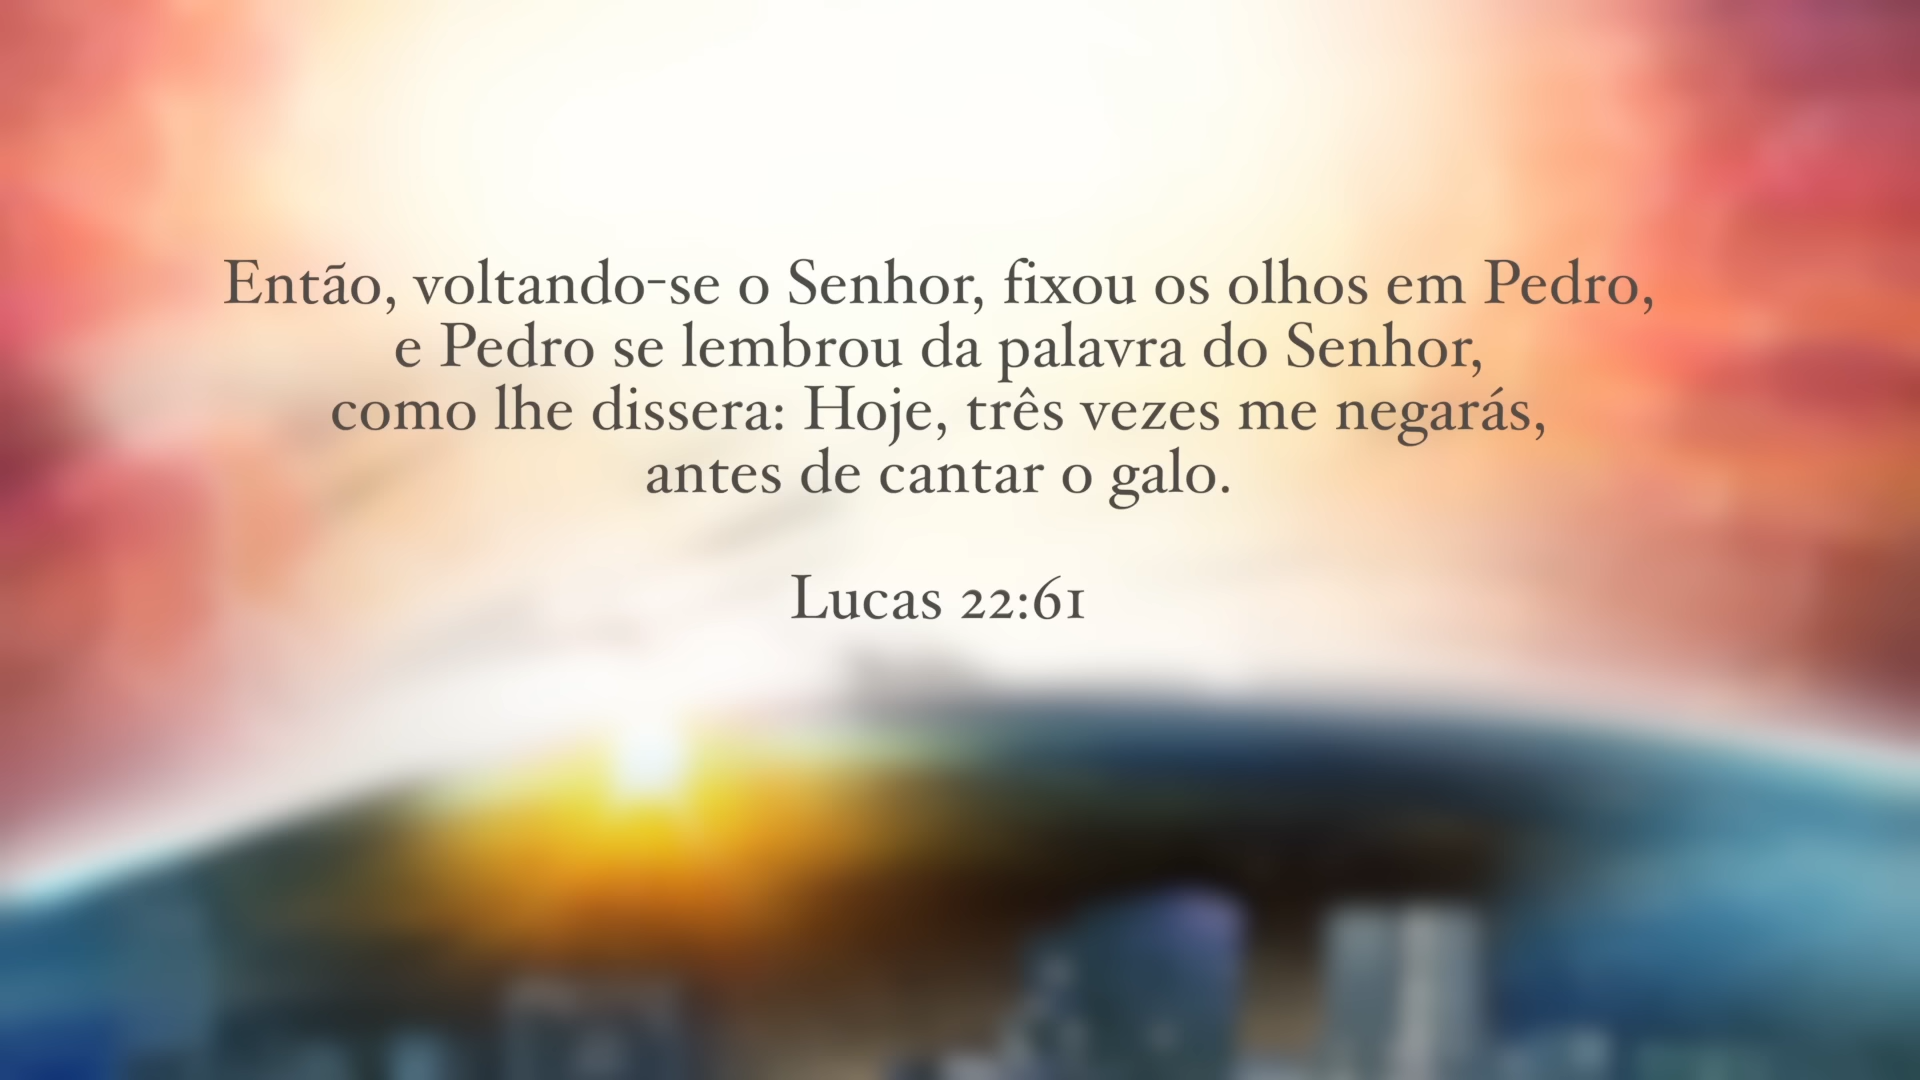 Então, voltando-se o Senhor, fixou os olhos em Pedro,
e Pedro se lembrou da palavra do Senhor,
como lhe dissera: Hoje, três vezes me negarás,
antes de cantar o galo.
Lucas 22:61